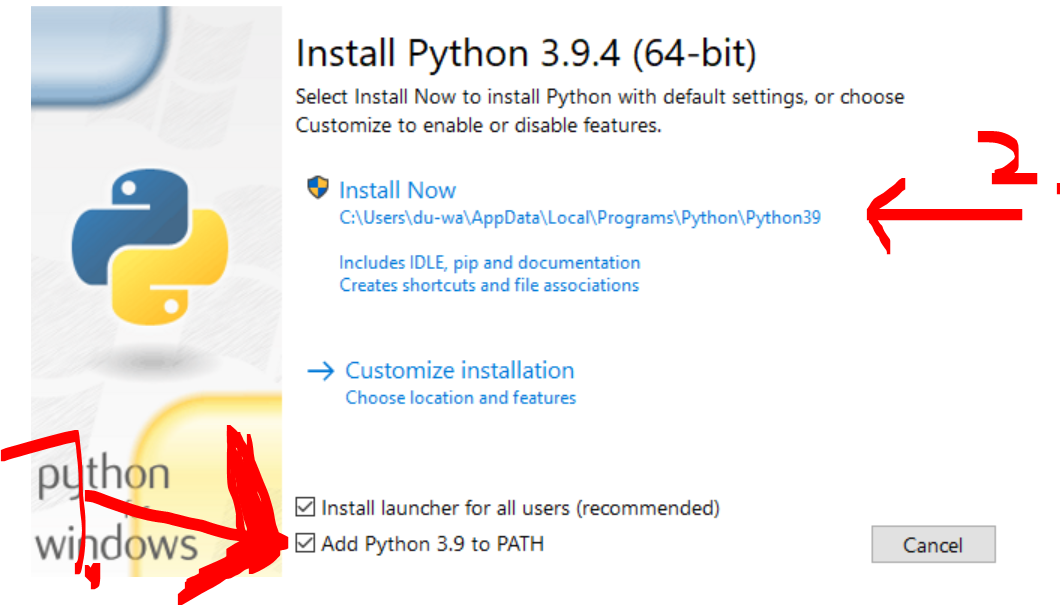 Install Python 3.9.4 (64-bit)
Select Install Now to install Python with default settings, or choose
Customize to enable or disable features.
2.
Install Now
C:\Users\du-wa\AppData\Local\Programs\Python\Python39
Includes IDLE, pip and documentation
Creates shortcuts and file associations
Customize installation
Choose location and features
1.
python
for
windows
Install launcher for all users (recommended)
Add Python 3.9 to PATH
Cancel